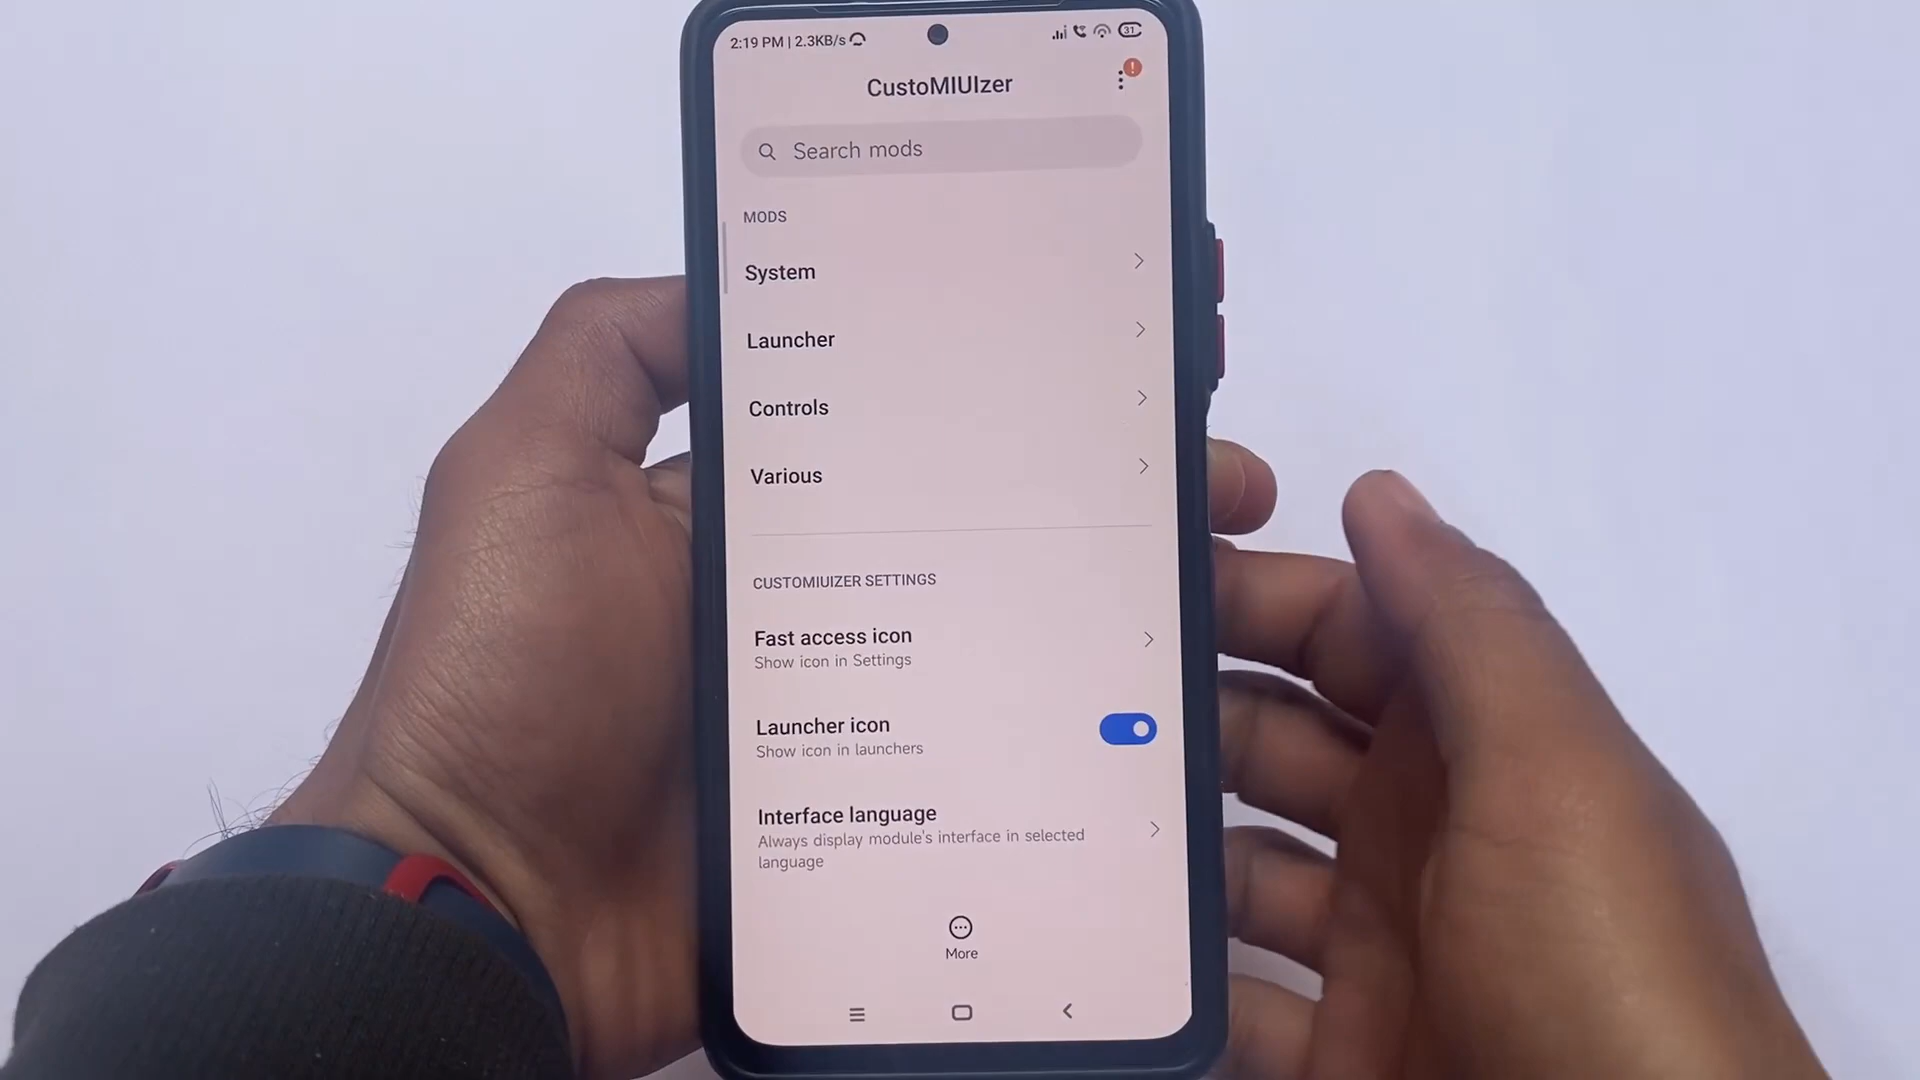 2:19 PM | 2.3KB/s
31
CustoMIUIzer
!
Search mods
MODS
System
Launcher
Controls
Various
CUSTOMIUIZER SETTINGS
Fast access icon
Show icon in Settings
Launcher icon
Show icon in launchers
Interface language
Always display module's interface in selected
language
More